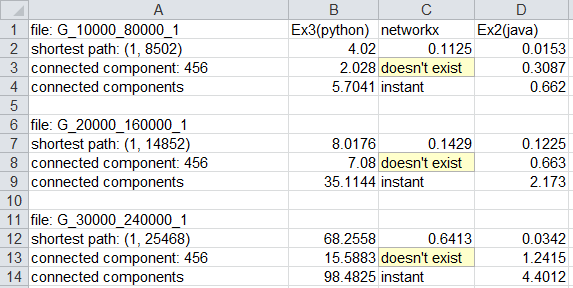 A B C D
1 file: G_10000_80000_1 Ex3(python) networkx Ex2(java)
2 shortest path: (1, 8502) 4.02 0.1125 0.0153
3 connected component: 456 2.028 doesn't exist 0.3087
4 connected components 5.7041 instant 0.662
5
6 file: G_20000_160000_1
7 shortest path: (1, 14852) 8.0176 0.1429 0.1225
8 connected component: 456 7.08 doesn't exist 0.663
9 connected components 35.1144 instant 2.173
10
11 file: G_30000_240000_1
12 shortest path: (1, 25468) 68.2558 0.6413 0.0342
13 connected component: 456 15.5883 doesn't exist 1.2415
14 connected components 98.4825 instant 4.4012